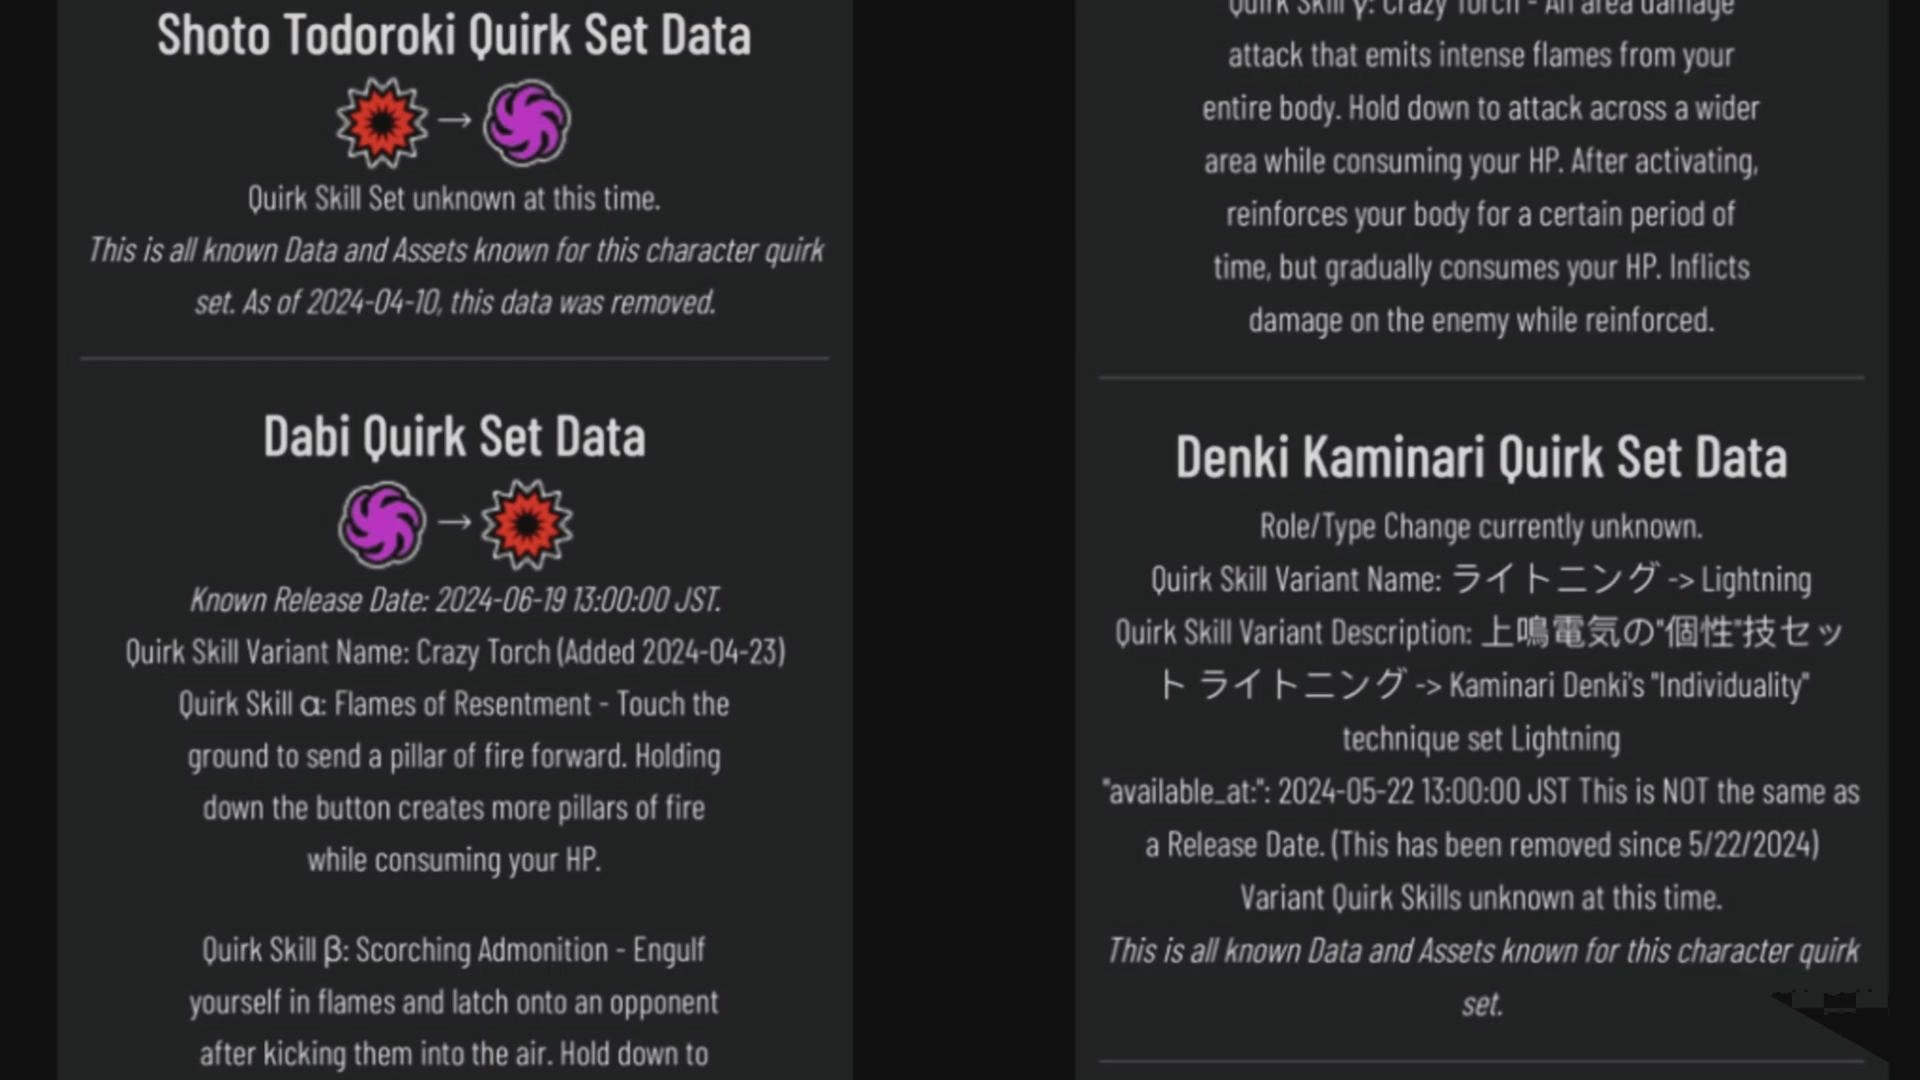 Shoto Todoroki Quirk Set Data
→
Quirk Skill Set unknown at this time.
This is all known Data and Assets known for this character quirk
set. As of 2024-04-10, this data was removed.
Dabi Quirk Set Data
→
Known Release Date: 2024-06-19 13:00:00 JST.
Quirk Skill Variant Name: Crazy Torch (Added 2024-04-23)
Quirk Skill α: Flames of Resentment - Touch the
ground to send a pillar of fire forward. Holding
down the button creates more pillars of fire
while consuming your HP.
Quirk Skill β: Scorching Admonition - Engulf
yourself in flames and latch onto an opponent
after kicking them into the air. Hold down to
Quirk Skill γ: Crazy Torch - An area damage
attack that emits intense flames from your
entire body. Hold down to attack across a wider
area while consuming your HP. After activating,
reinforces your body for a certain period of
time, but gradually consumes your HP. Inflicts
damage on the enemy while reinforced.
Denki Kaminari Quirk Set Data
Role/Type Change currently unknown.
Quirk Skill Variant Name: ライトニング -> Lightning
Quirk Skill Variant Description: 上鳴電気の"個性"技セッ
ト ライトニング -> Kaminari Denki's "Individuality"
technique set Lightning
"available_at:": 2024-05-22 13:00:00 JST This is NOT the same as
a Release Date. (This has been removed since 5/22/2024)
Variant Quirk Skills unknown at this time.
This is all known Data and Assets known for this character quirk
set.